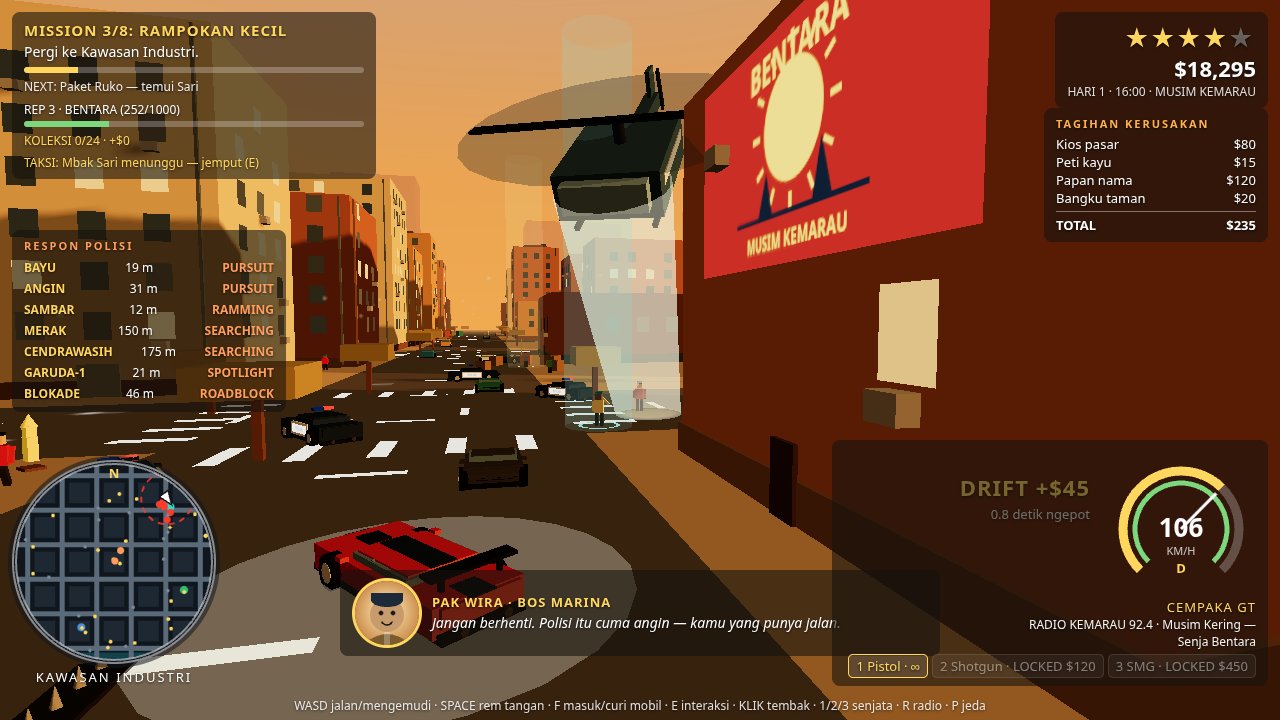 MISSION 3/8: RAMPOKAN KECIL
Pergi ke Kawasan Industri.
NEXT: Paket Ruko — temui Sari
REP 3 · BENTARA (252/1000)
KOLEKSI 0/24 · +$0
TAKSI: Mbak Sari menunggu — jemput (E)
RESPON POLISI
BAYU 19 m PURSUIT
ANGIN 31 m PURSUIT
SAMBAR 12 m RAMMING
MERAK 150 m SEARCHING
CENDRAWASIH 175 m SEARCHING
GARUDA-1 21 m SPOTLIGHT
BLOKADE 46 m ROADBLOCK
BENTARA
MUSIM KEMARAU
★★★★★
$18,295
HARI 1 · 16:00 · MUSIM KEMARAU
TAGIHAN KERUSAKAN
Kios pasar $80
Peti kayu $15
Papan nama $120
Bangku taman $20
TOTAL $235
N
KAWASAN INDUSTRI
PAK WIRA · BOS MARINA
Jangan berhenti. Polisi itu cuma angin — kamu yang punya jalan.
DRIFT +$45
0.8 detik ngepot
106
KM/H
D
CEMPAKA GT
RADIO KEMARAU 92.4 · Musim Kering —
Senja Bentara
1 Pistol · ∞ 2 Shotgun · LOCKED $120 3 SMG · LOCKED $450
WASD jalan/mengemudi · SPACE rem tangan · F masuk/curi mobil · E interaksi · KLIK tembak · 1/2/3 senjata · R radio · P jeda